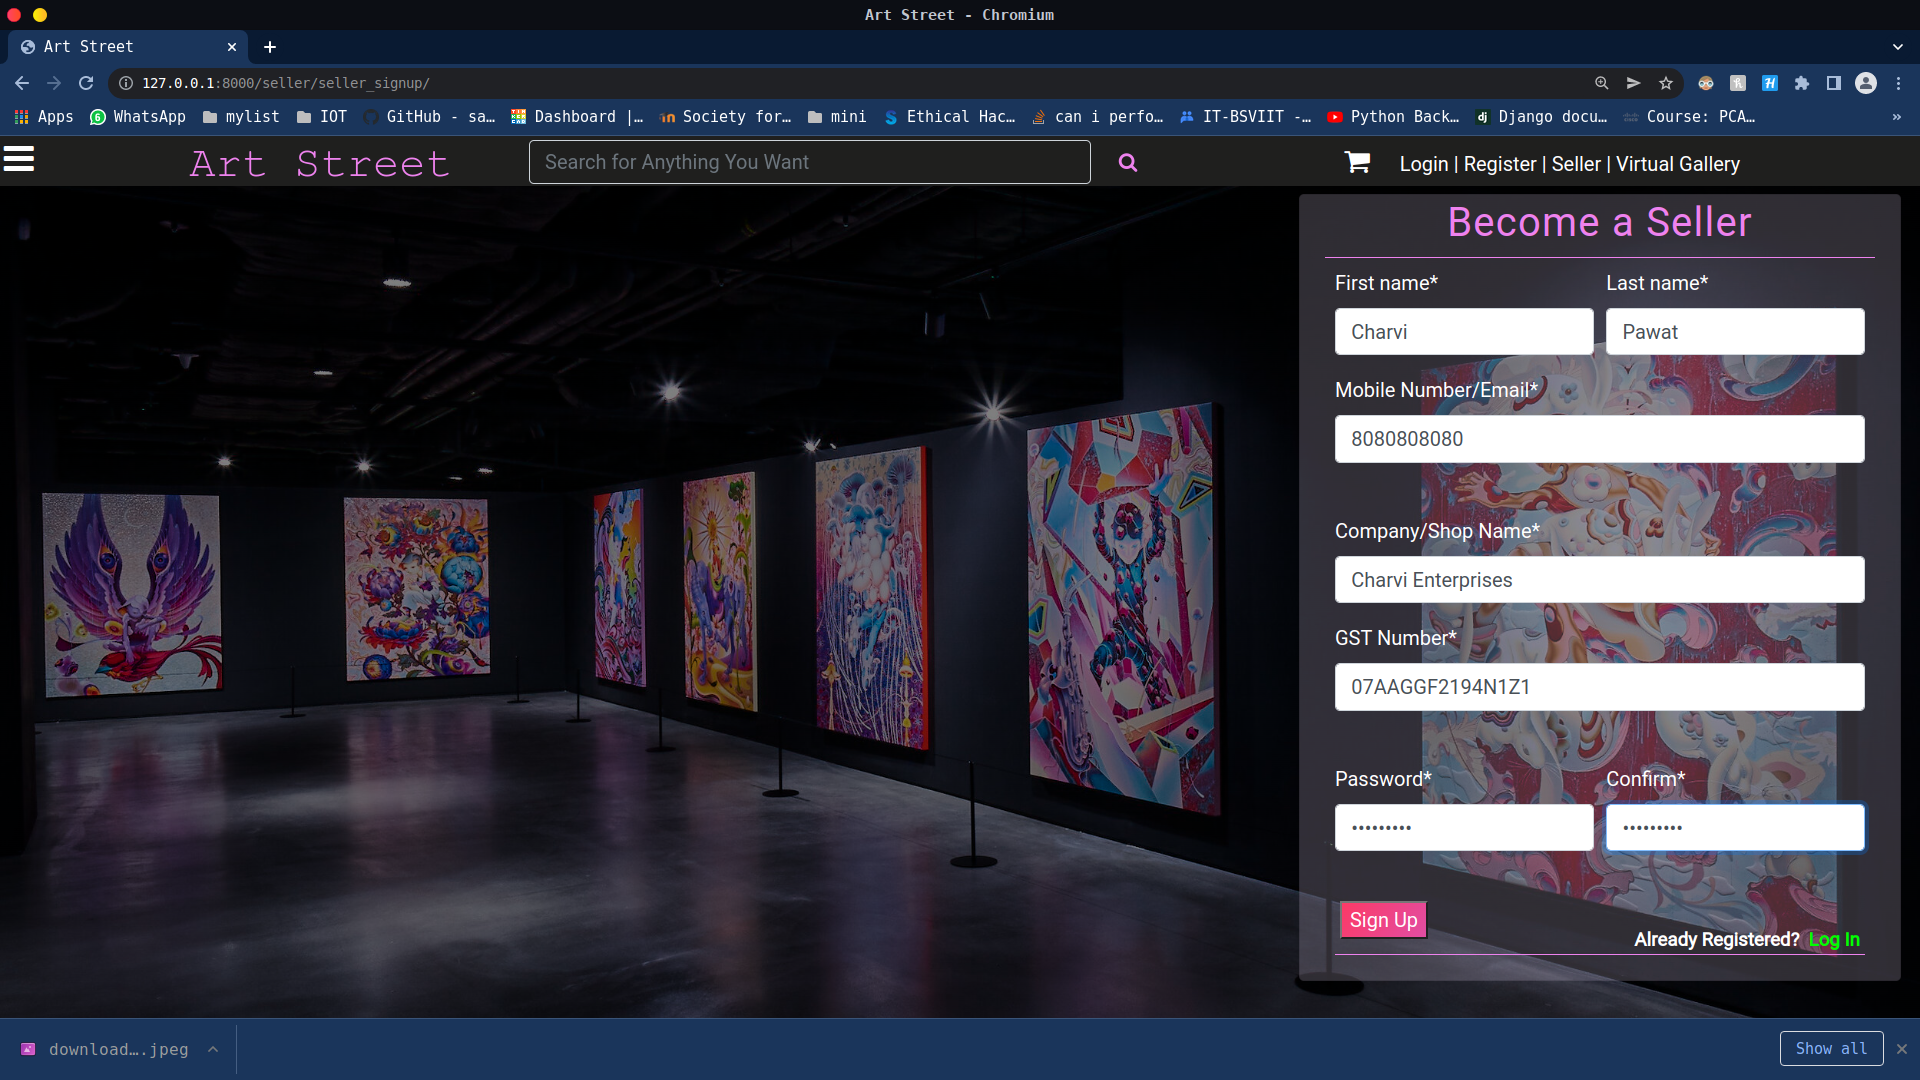 Art Street - Chromium
Art Street
127.0.0.1:8000/seller/seller_signup/
Apps WhatsApp mylist IOT GitHub - sa… Dashboard |… Society for… mini Ethical Hac… can i perfo… IT-BSVIIT -… Python Back… Django docu… Course: PCA… »
Art Street Search for Anything You Want Login | Register | Seller | Virtual Gallery
Become a Seller
First name* Last name*
Charvi Pawat
Mobile Number/Email*
8080808080
Company/Shop Name*
Charvi Enterprises
GST Number*
07AAGGF2194N1Z1
Password* Confirm*
••••••••• •••••••••
Sign Up
Already Registered? Log In
download….jpeg Show all